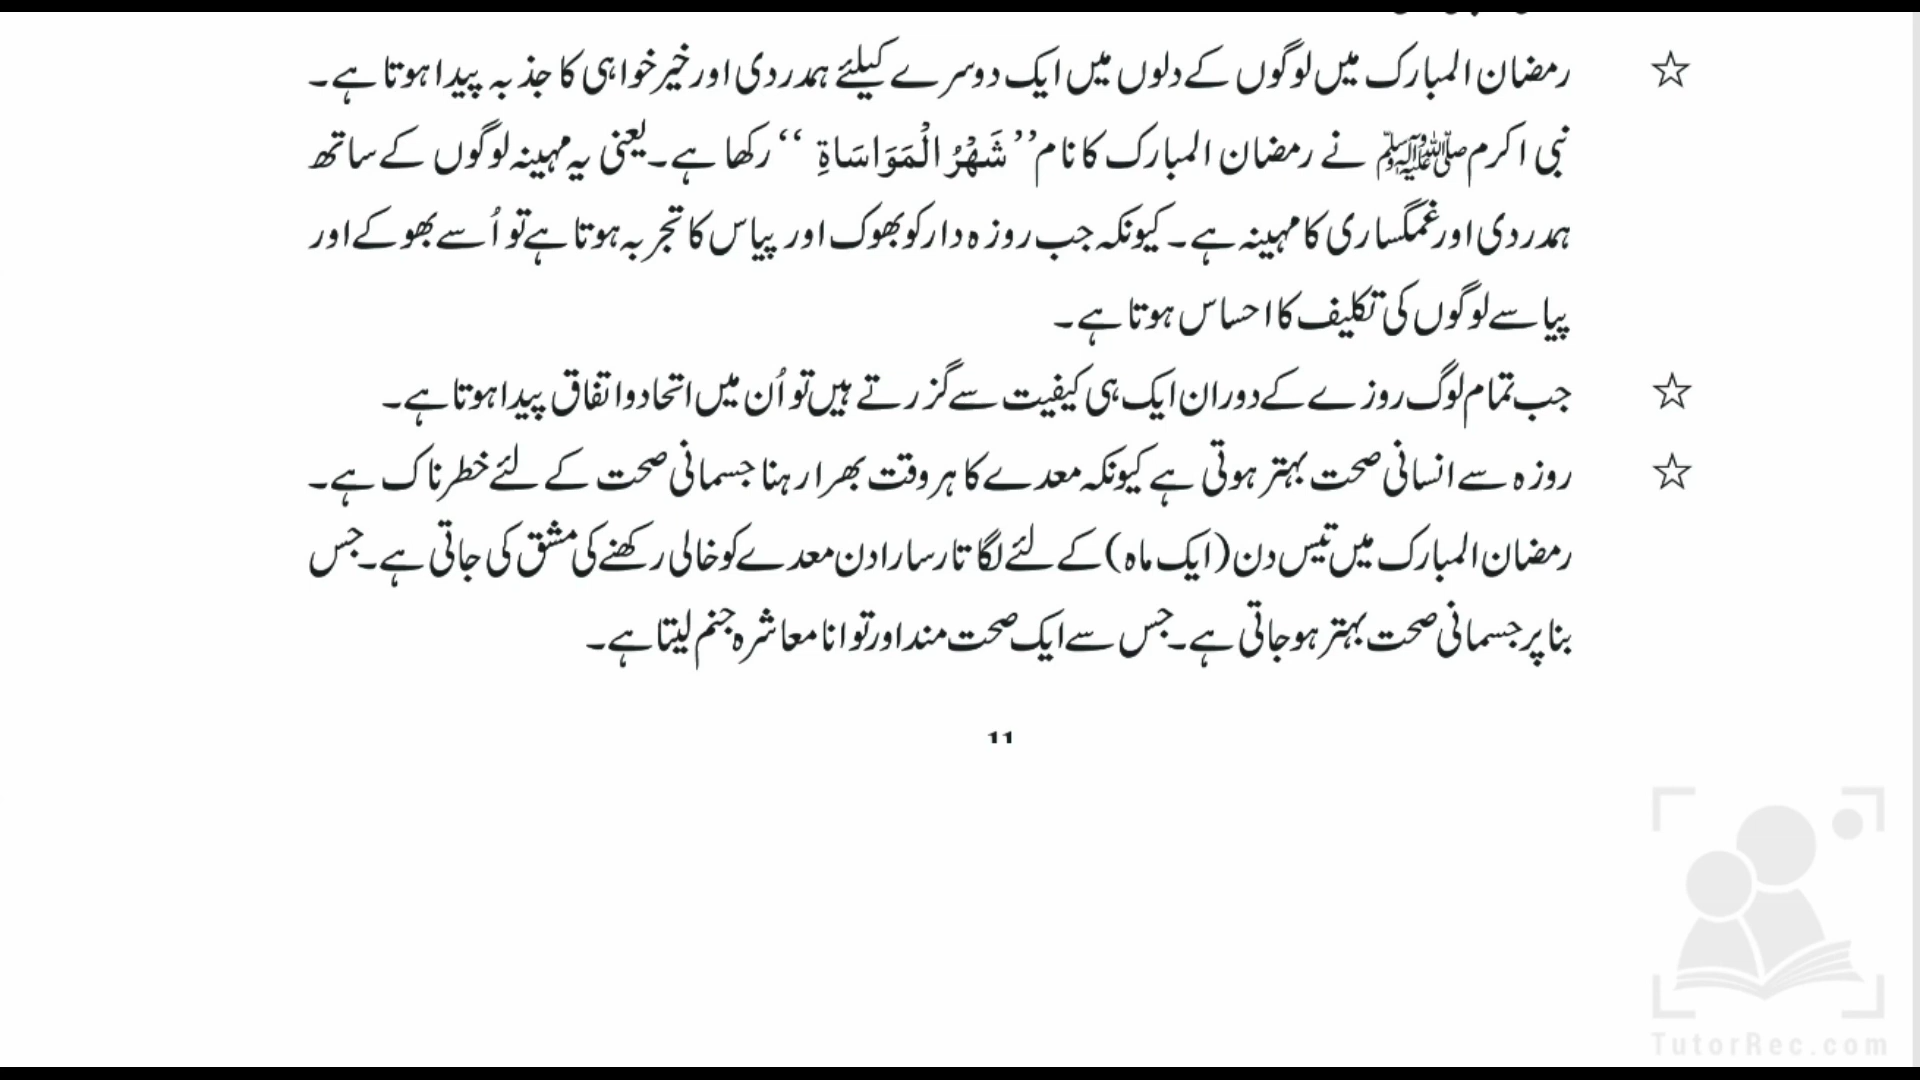 ☆ رمضان المبارک میں لوگوں کے دلوں میں ایک دوسرے کیلئے ہمدردی اور خیر خواہی کا جذبہ پیدا ہوتا ہے۔
نبی اکرم ﷺ نے رمضان المبارک کا نام ’’شَھْرُ الْمَوَاسَاۃِ‘‘ رکھا ہے۔ یعنی یہ مہینہ لوگوں کے ساتھ
ہمدردی اور غمگساری کا مہینہ ہے۔ کیونکہ جب روزہ دار کو بھوک اور پیاس کا تجربہ ہوتا ہے تو اُسے بھوکے اور
پیاسے لوگوں کی تکلیف کا احساس ہوتا ہے۔
☆ جب تمام لوگ روزے کے دوران ایک ہی کیفیت سے گزرتے ہیں تو اُن میں اتحاد و اتفاق پیدا ہوتا ہے۔
☆ روزہ سے انسانی صحت بہتر ہوتی ہے کیونکہ معدے کا ہر وقت بھرا رہنا جسمانی صحت کے لئے خطرناک ہے۔
رمضان المبارک میں تیس دن (ایک ماہ) کے لئے لگاتار سارا دن معدے کو خالی رکھنے کی مشق کی جاتی ہے۔ جس
بنا پر جسمانی صحت بہتر ہو جاتی ہے۔ جس سے ایک صحت مند اور توانا معاشرہ جنم لیتا ہے۔
11
TutorRec.com